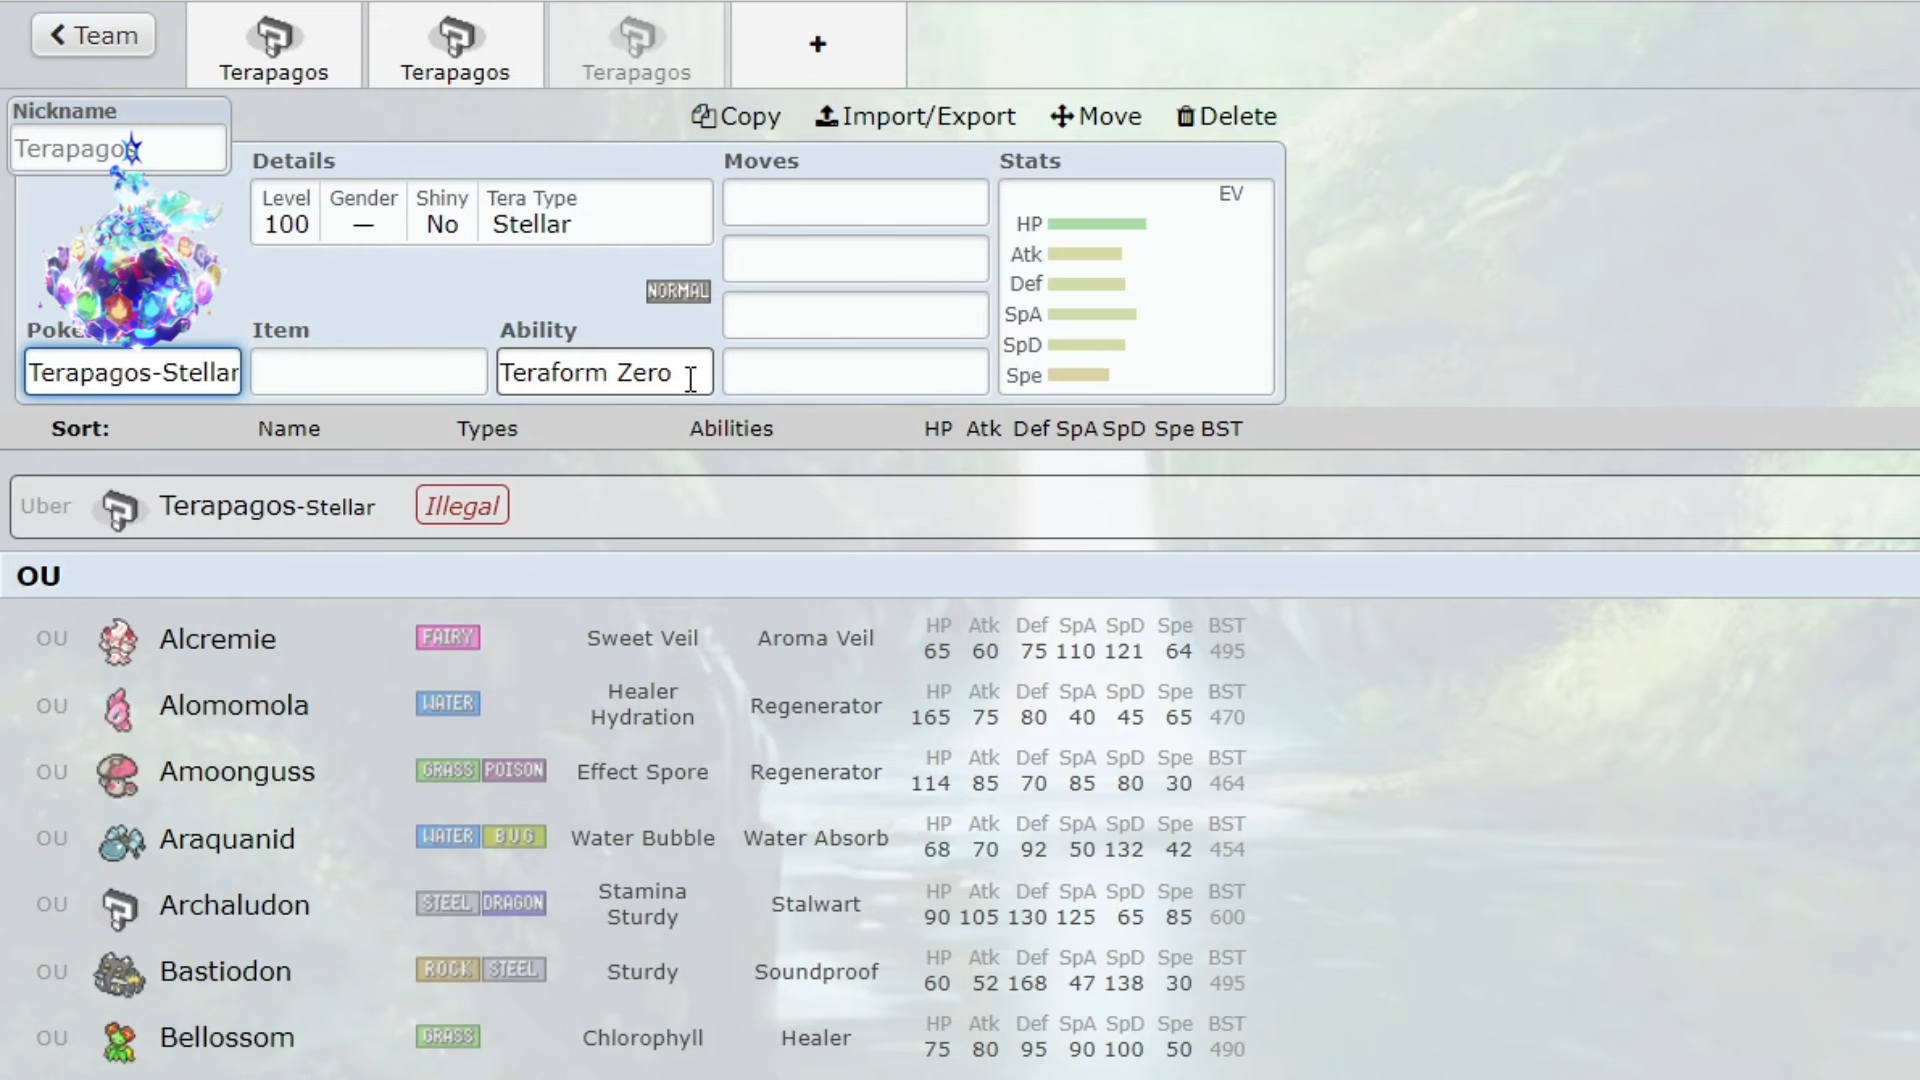 Team
Terapagos
Terapagos
Terapagos
+
Nickname
Terapagos
Copy
Import/Export
Move
Delete
Details
Moves
Stats
Level
Gender
Shiny
Tera Type
100
—
No
Stellar
EV
HP
Atk
Def
SpA
SpD
Spe
NORMAL
Item
Ability
Terapagos-Stellar
Teraform Zero
Sort: Name Types Abilities HP Atk Def SpA SpD Spe BST
Uber Terapagos-Stellar Illegal
OU
HP Atk Def SpA SpD Spe BST
OU Alcremie FAIRY Sweet Veil Aroma Veil
65 60 75 110 121 64 495
Healer HP Atk Def SpA SpD Spe BST
OU Alomomola WATER Regenerator
Hydration 165 75 80 40 45 65 470
HP Atk Def SpA SpD Spe BST
OU Amoonguss GRASS POISON Effect Spore Regenerator
114 85 70 85 80 30 464
HP Atk Def SpA SpD Spe BST
OU Araquanid WATER BUG Water Bubble Water Absorb
68 70 92 50 132 42 454
Stamina HP Atk Def SpA SpD Spe BST
OU Archaludon STEEL DRAGON Stalwart
Sturdy 90 105 130 125 65 85 600
HP Atk Def SpA SpD Spe BST
OU Bastiodon ROCK STEEL Sturdy Soundproof
60 52 168 47 138 30 495
HP Atk Def SpA SpD Spe BST
OU Bellossom GRASS Chlorophyll Healer
75 80 95 90 100 50 490